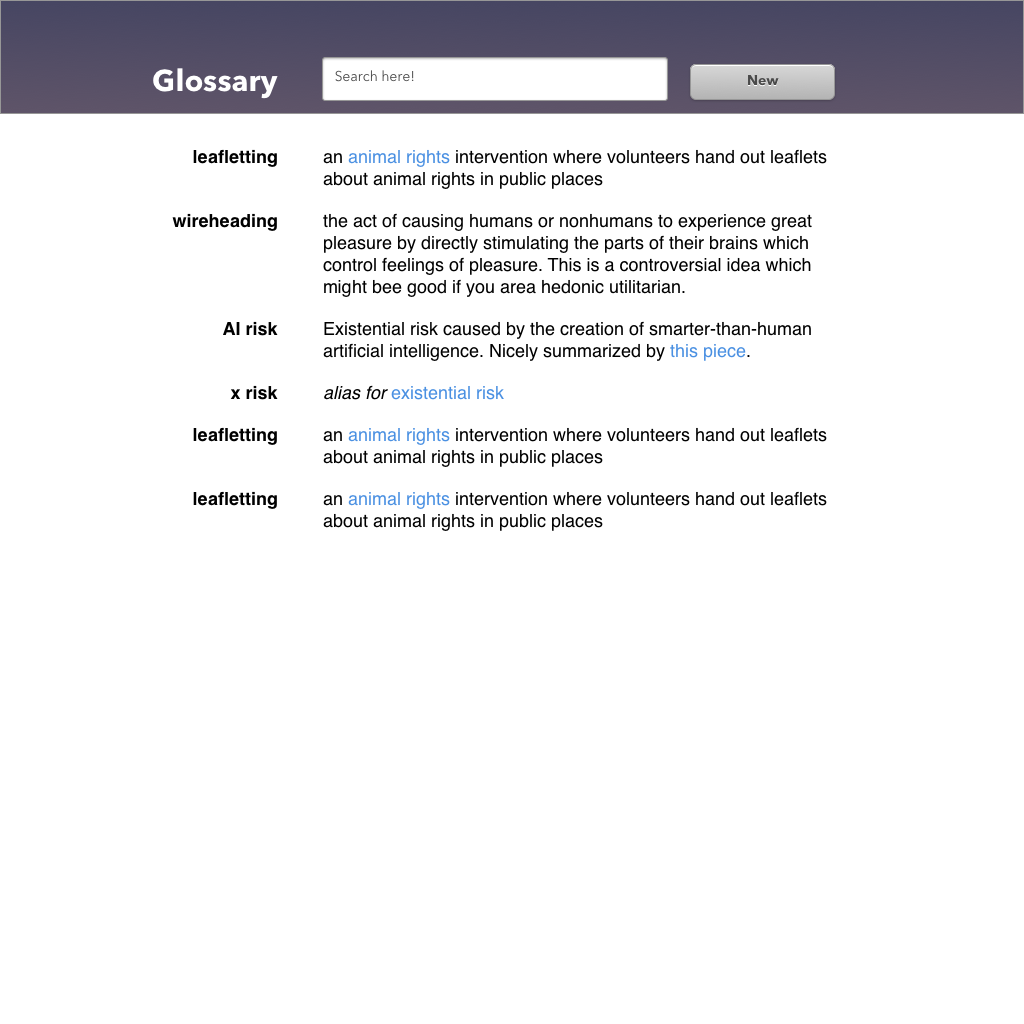 Glossary
Search here!
New
leafletting
an animal rights intervention where volunteers hand out leaflets
about animal rights in public places
wireheading
the act of causing humans or nonhumans to experience great
pleasure by directly stimulating the parts of their brains which
control feelings of pleasure. This is a controversial idea which
might bee good if you area hedonic utilitarian.
AI risk
Existential risk caused by the creation of smarter-than-human
artificial intelligence. Nicely summarized by this piece.
x risk
alias for existential risk
leafletting
an animal rights intervention where volunteers hand out leaflets
about animal rights in public places
leafletting
an animal rights intervention where volunteers hand out leaflets
about animal rights in public places